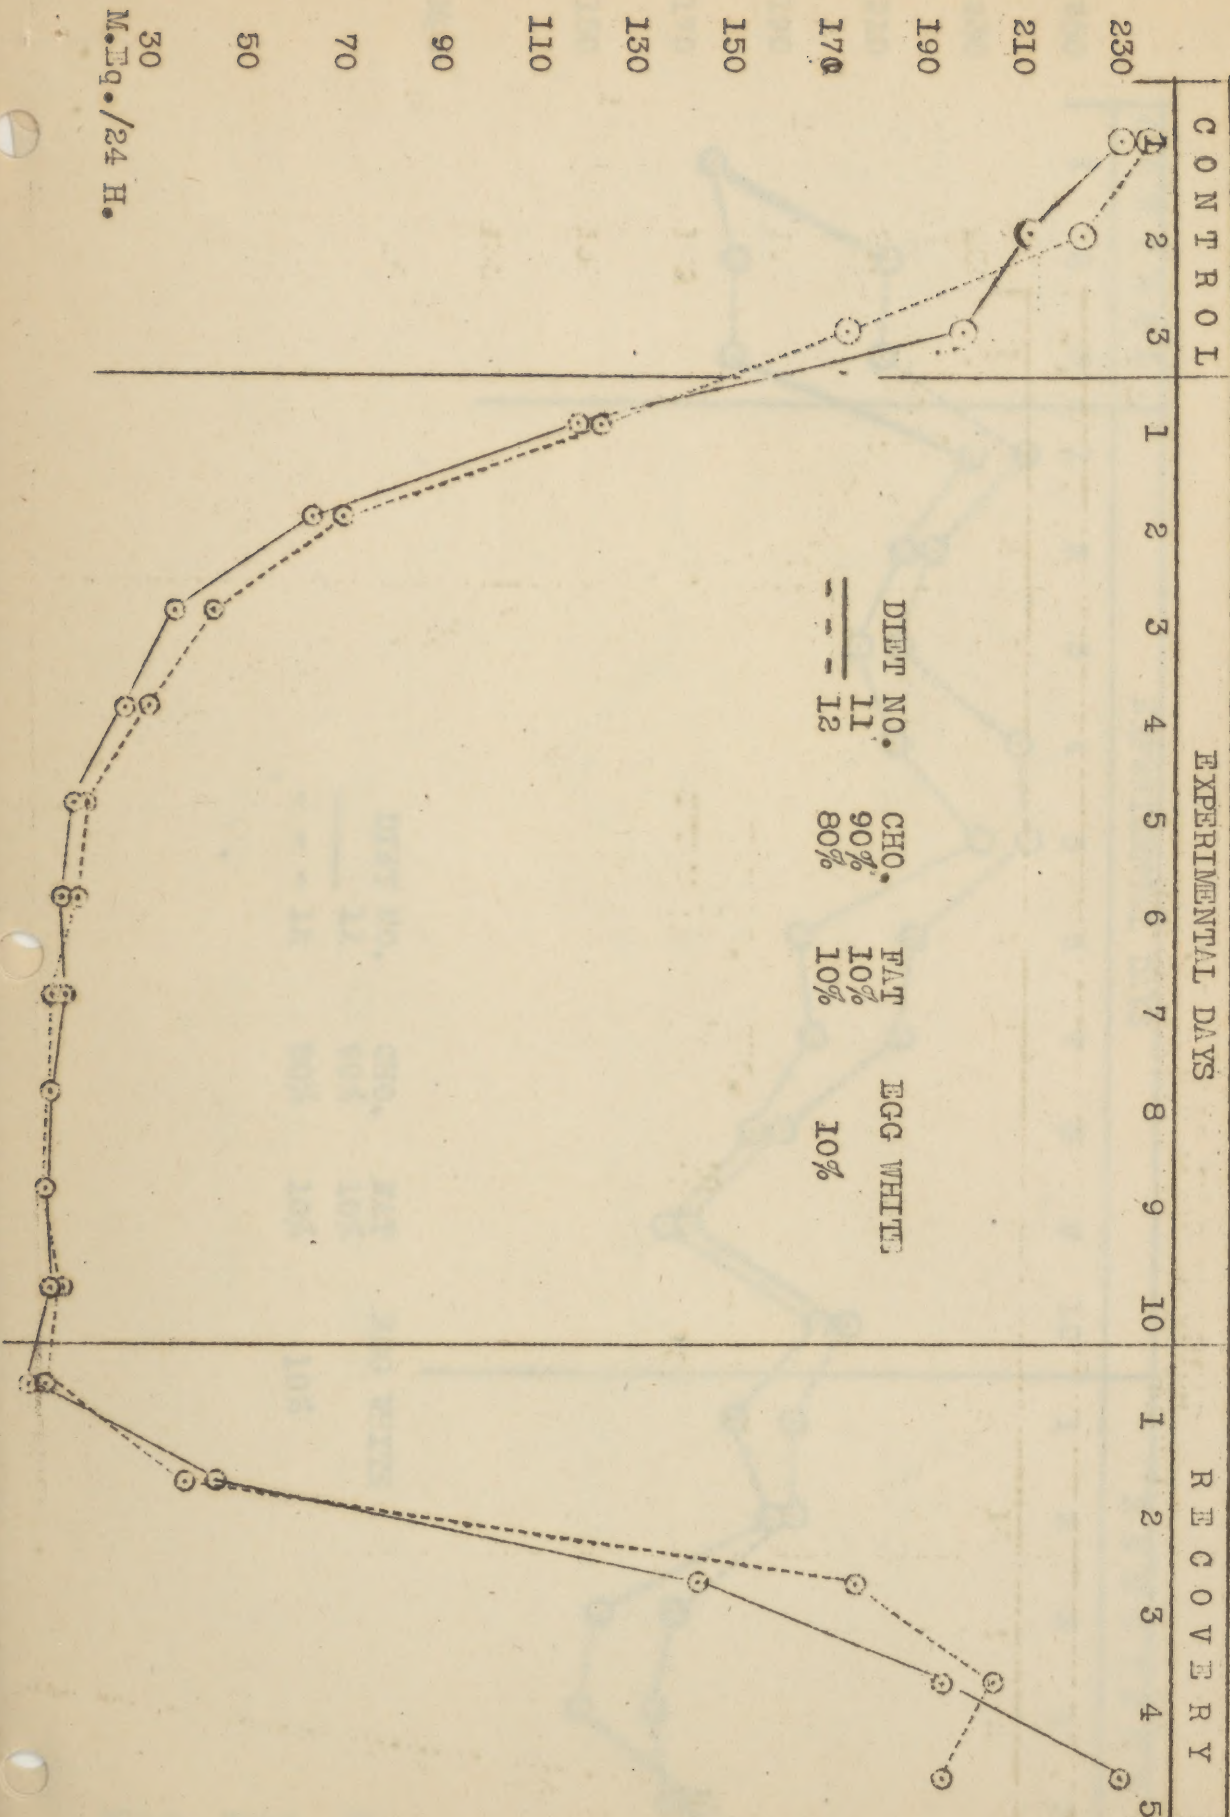 CONTROL EXPERIMENTAL DAYS RECOVERY
1 2 3 1 2 3 4 5 6 7 8 9 10 1 2 3 4 5
230
210
190
170
150
130
110
90
70
50
30
M.Eq./24 H.
DIET NO. CHO. FAT EGG WHITE
11 90% 10%
12 80% 10% 10%